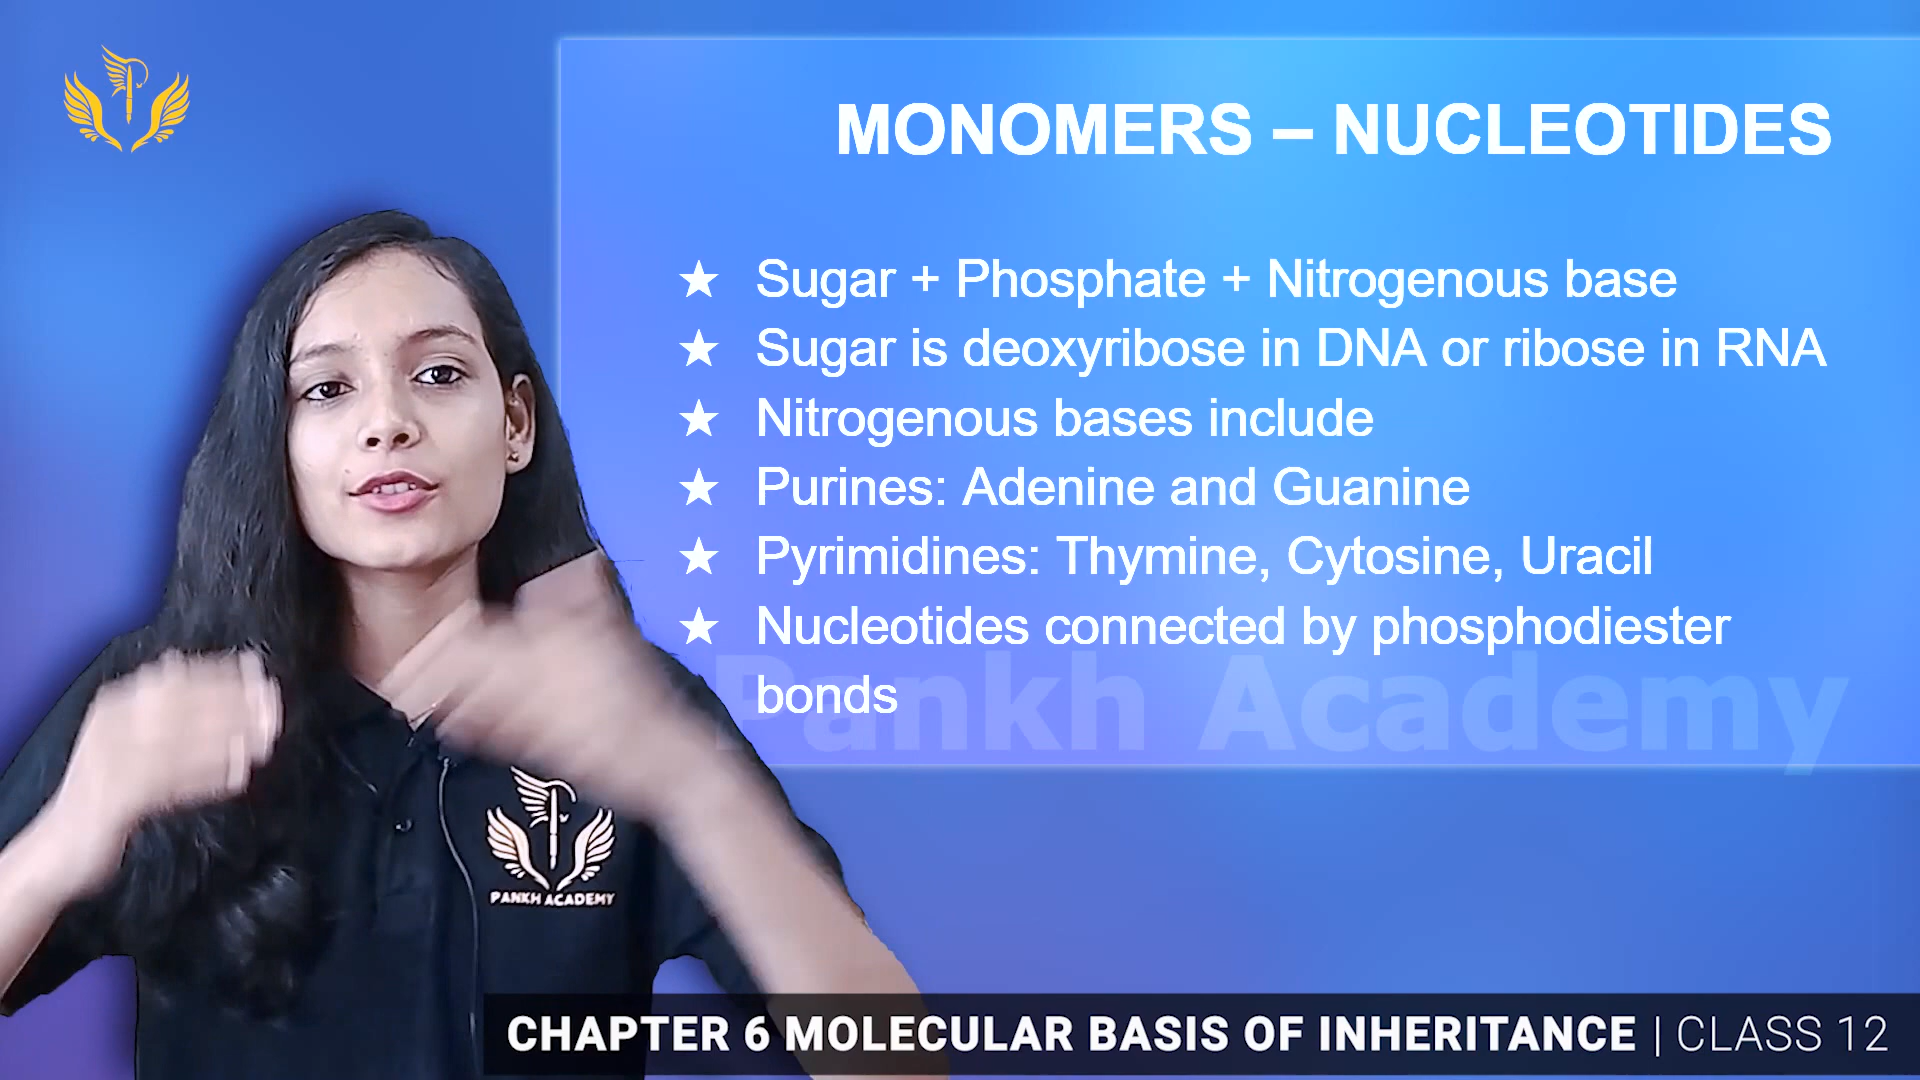 MONOMERS – NUCLEOTIDES
★ Sugar + Phosphate + Nitrogenous base
★ Sugar is deoxyribose in DNA or ribose in RNA
★ Nitrogenous bases include
★ Purines: Adenine and Guanine
★ Pyrimidines: Thymine, Cytosine, Uracil
★ Nucleotides connected by phosphodiester
bonds
Pankh Academy
PANKH ACADEMY
CHAPTER 6 MOLECULAR BASIS OF INHERITANCE | CLASS 12